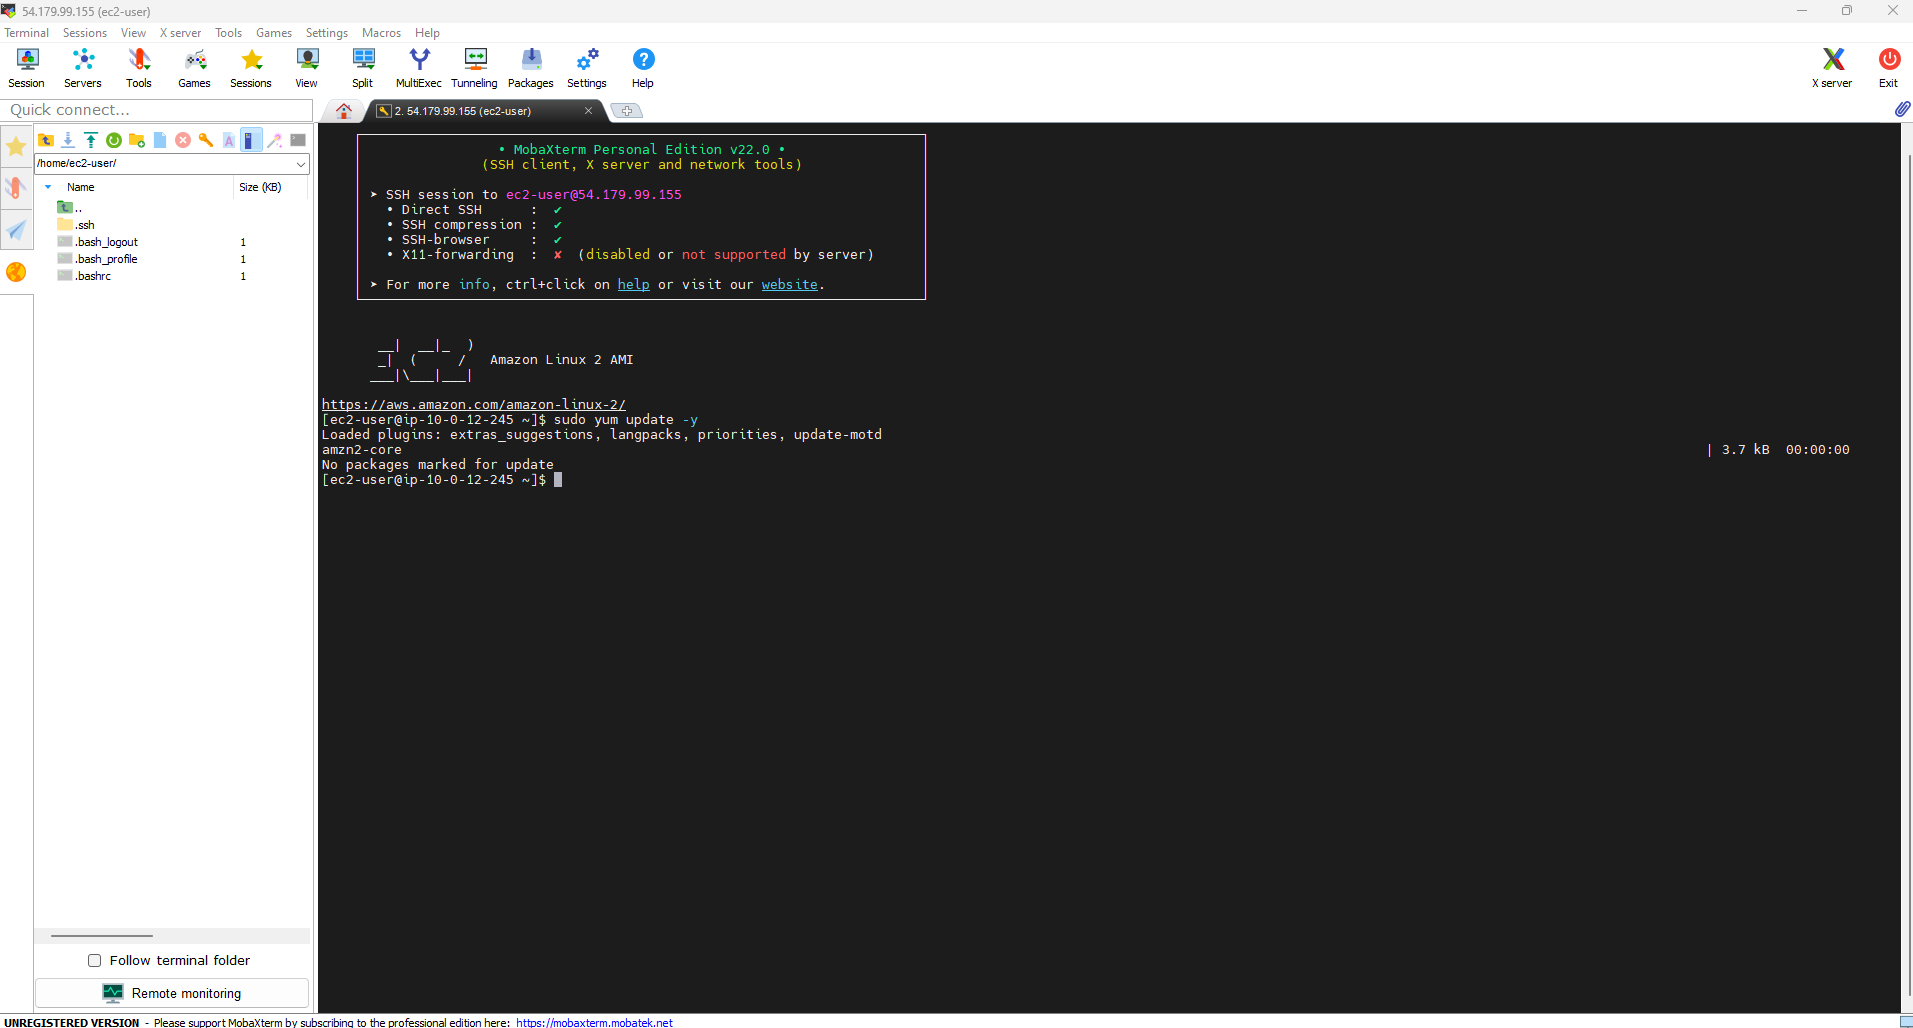 54.179.99.155 (ec2-user)
Terminal Sessions View X server Tools Games Settings Macros Help
Session Servers Tools Games Sessions View Split MultiExec Tunneling Packages Settings Help X server Exit
Quick connect...
2. 54.179.99.155 (ec2-user)
/home/ec2-user/
Name Size (KB)
..
.ssh
.bash_logout 1
.bash_profile 1
.bashrc 1
Follow terminal folder
Remote monitoring
• MobaXterm Personal Edition v22.0 •
(SSH client, X server and network tools)
➤ SSH session to ec2-user@54.179.99.155
• Direct SSH : ✔
• SSH compression : ✔
• SSH-browser : ✔
• X11-forwarding : ✘ (disabled or not supported by server)
➤ For more info, ctrl+click on help or visit our website.
__| __|_ )
_| ( / Amazon Linux 2 AMI
___|\___|___|
https://aws.amazon.com/amazon-linux-2/
[ec2-user@ip-10-0-12-245 ~]$ sudo yum update -y
Loaded plugins: extras_suggestions, langpacks, priorities, update-motd
amzn2-core | 3.7 kB 00:00:00
No packages marked for update
[ec2-user@ip-10-0-12-245 ~]$
UNREGISTERED VERSION - Please support MobaXterm by subscribing to the professional edition here: https://mobaxterm.mobatek.net